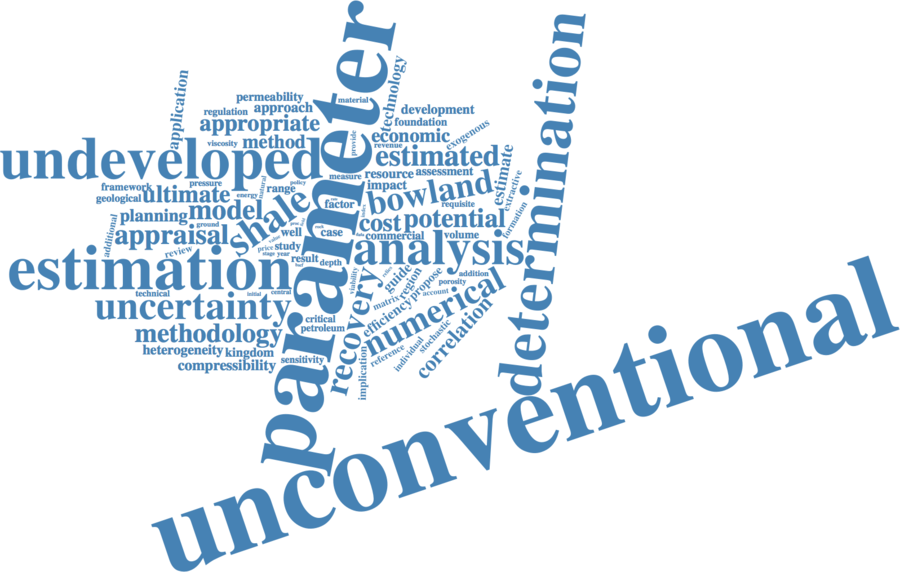 application
permeability
material
technology
regulation
approach
development
foundation
appropriate
viscosity
method
provide
economic
revenue
exogenous
undeveloped
parameter
measure
estimated
resource
assessment
estimate
framework
pressure
policy
natural
range
impact
geological
ultimate
energy
bowland
requisite
extractive
planning
model
shale
factor
cost
potential
formation
additional
ground
appraisal
well
case
commercial
volume
review
value
price
study
analysis
stage
year
estimation
result
depth
determination
technical
initial
central
viability
guide
region
propose
addition
porosity
uncertainty
matrix
account
recovery
efficiency
numerical
methodology
critical
petroleum
heterogeneity
kingdom
sensitivity
compressibility
implication
reference
individual
stochastic
correlation
unconventional